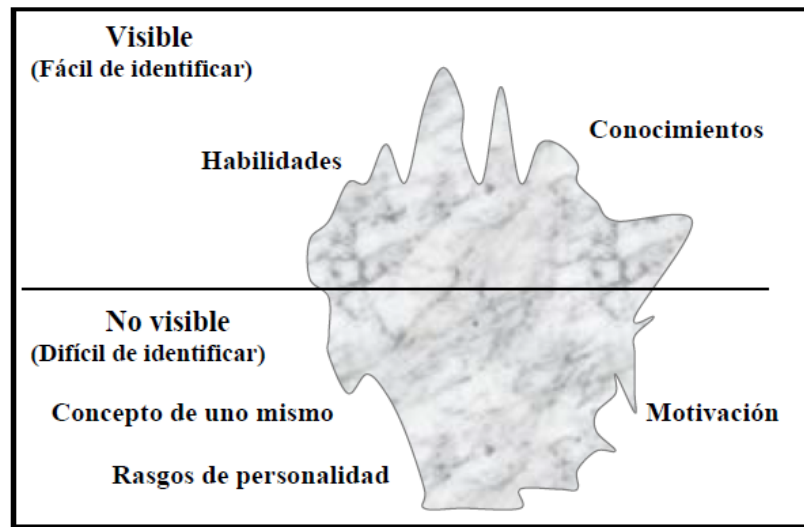 Visible
(Fácil de identificar)
Conocimientos
Habilidades
No visible
(Difícil de identificar)
Concepto de uno mismo
Motivación
Rasgos de personalidad